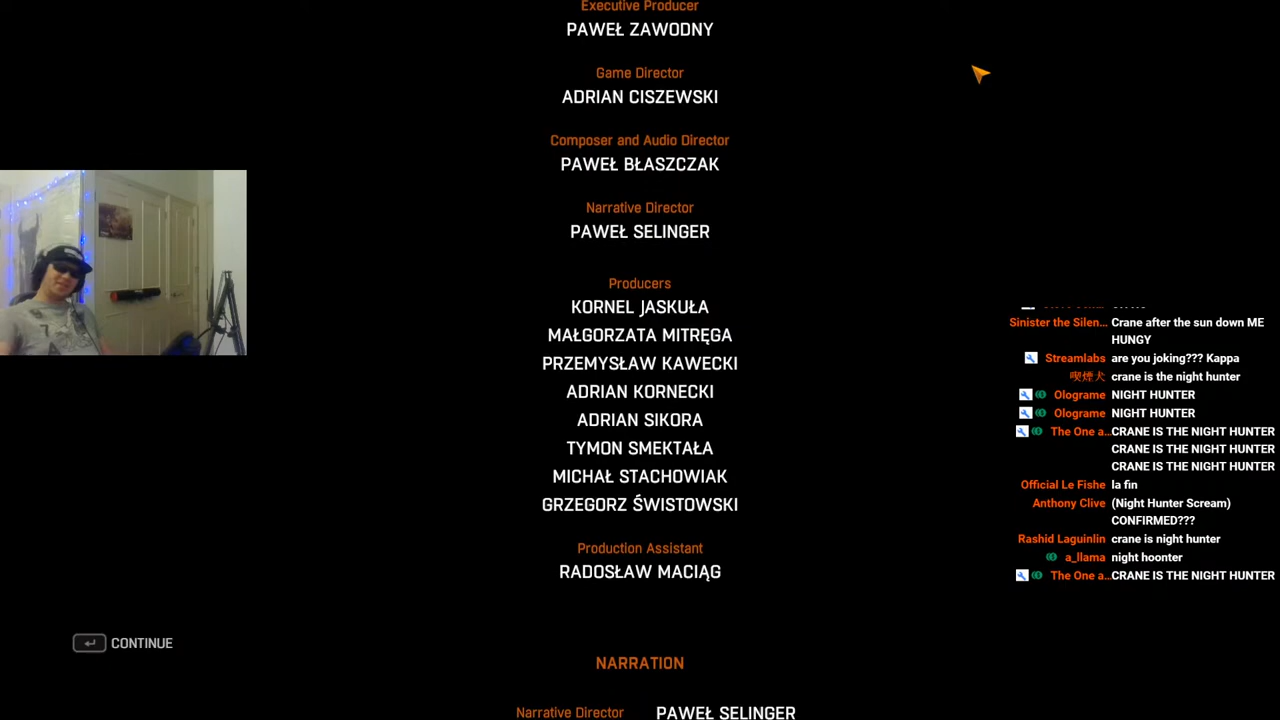 Executive Producer
PAWEŁ ZAWODNY
Game Director
ADRIAN CISZEWSKI
Composer and Audio Director
PAWEŁ BŁASZCZAK
Narrative Director
PAWEŁ SELINGER
Producers
KORNEL JASKUŁA
MAŁGORZATA MITRĘGA
PRZEMYSŁAW KAWECKI
ADRIAN KORNECKI
ADRIAN SIKORA
TYMON SMEKTAŁA
MICHAŁ STACHOWIAK
GRZEGORZ ŚWISTOWSKI
Production Assistant
RADOSŁAW MACIĄG
CONTINUE
NARRATION
Narrative Director PAWEŁ SELINGER
Sinister the Silen... Crane after the sun down ME
HUNGY
Streamlabs are you joking??? Kappa
喫煙犬 crane is the night hunter
Olograme NIGHT HUNTER
Olograme NIGHT HUNTER
The One a... CRANE IS THE NIGHT HUNTER
CRANE IS THE NIGHT HUNTER
CRANE IS THE NIGHT HUNTER
Official Le Fishe la fin
Anthony Clive (Night Hunter Scream)
CONFIRMED???
Rashid Laguinlin crane is night hunter
a_llama night hoonter
The One a... CRANE IS THE NIGHT HUNTER